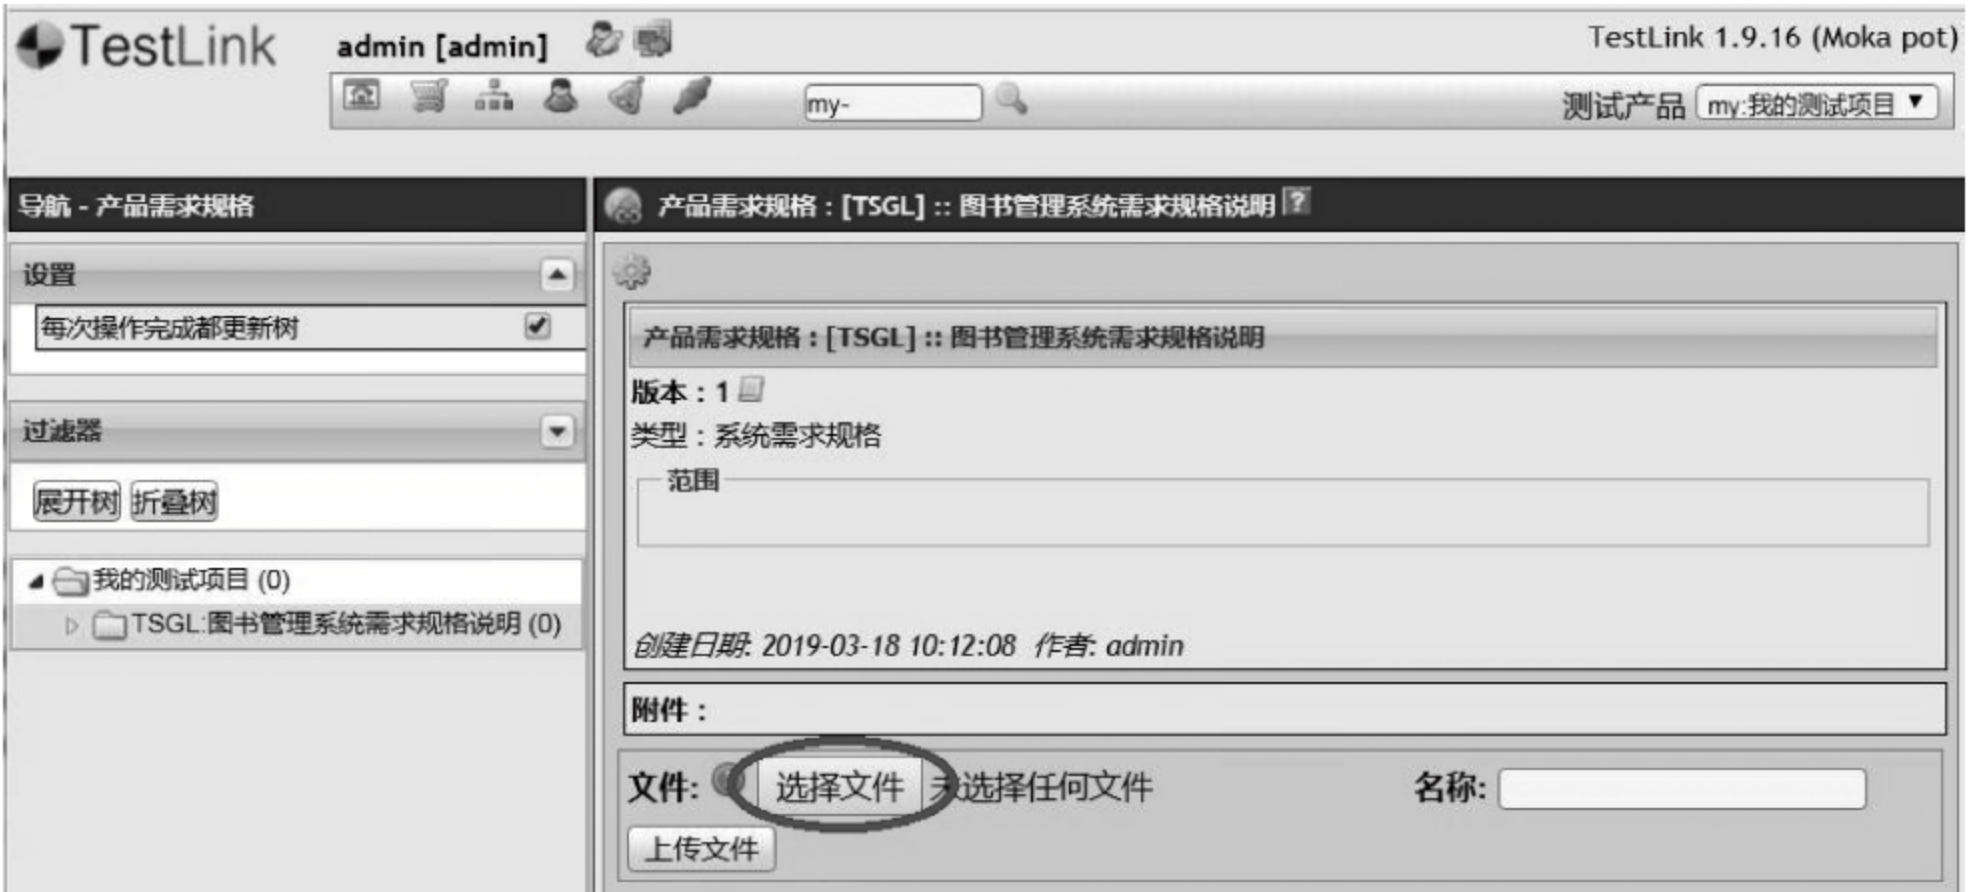 TestLink admin [admin] TestLink 1.9.16 (Moka pot)
my- 测试产品 my:我的测试项目
导航 - 产品需求规格
设置
每次操作完成都更新树
过滤器
展开树 折叠树
我的测试项目 (0)
TSGL:图书管理系统需求规格说明 (0)
产品需求规格 : [TSGL] :: 图书管理系统需求规格说明 ?
产品需求规格 : [TSGL] :: 图书管理系统需求规格说明
版本 : 1
类型 : 系统需求规格
范围
创建日期: 2019-03-18 10:12:08 作者: admin
附件 :
文件: 选择文件 未选择任何文件 名称:
上传文件